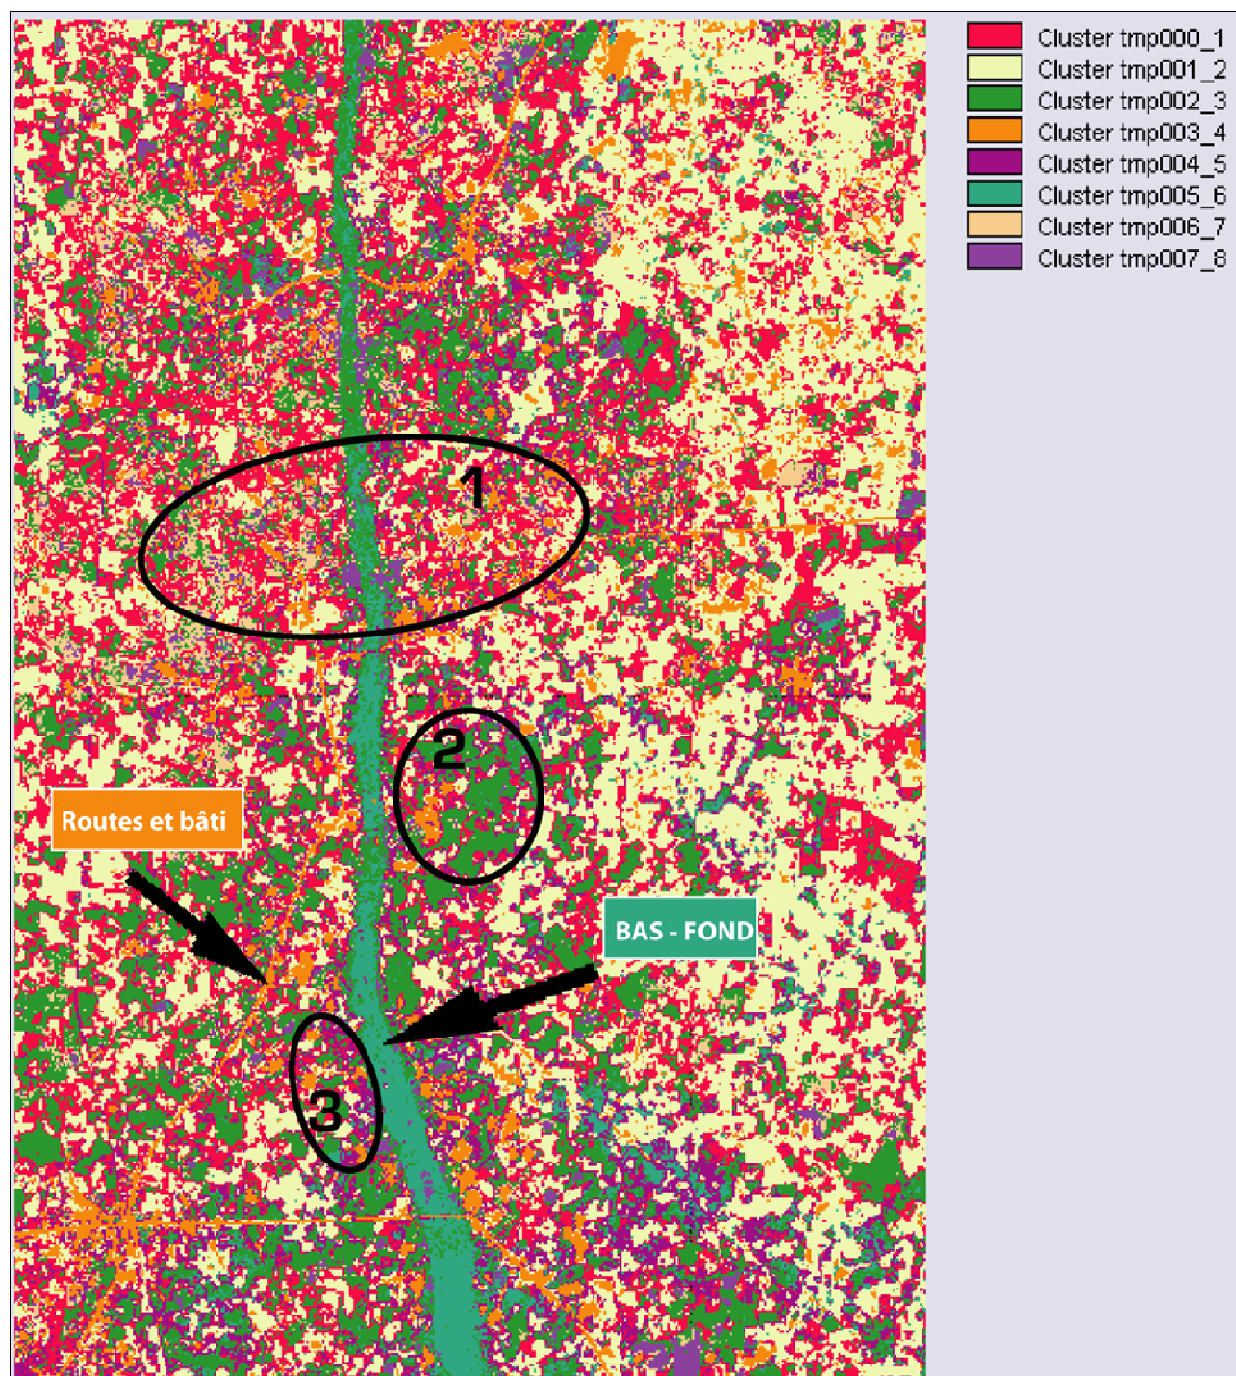 Cluster tmp000_1
Cluster tmp001_2
Cluster tmp002_3
Cluster tmp003_4
Cluster tmp004_5
Cluster tmp005_6
Cluster tmp006_7
Cluster tmp007_8
1
2
Routes et bâti
BAS - FOND
3